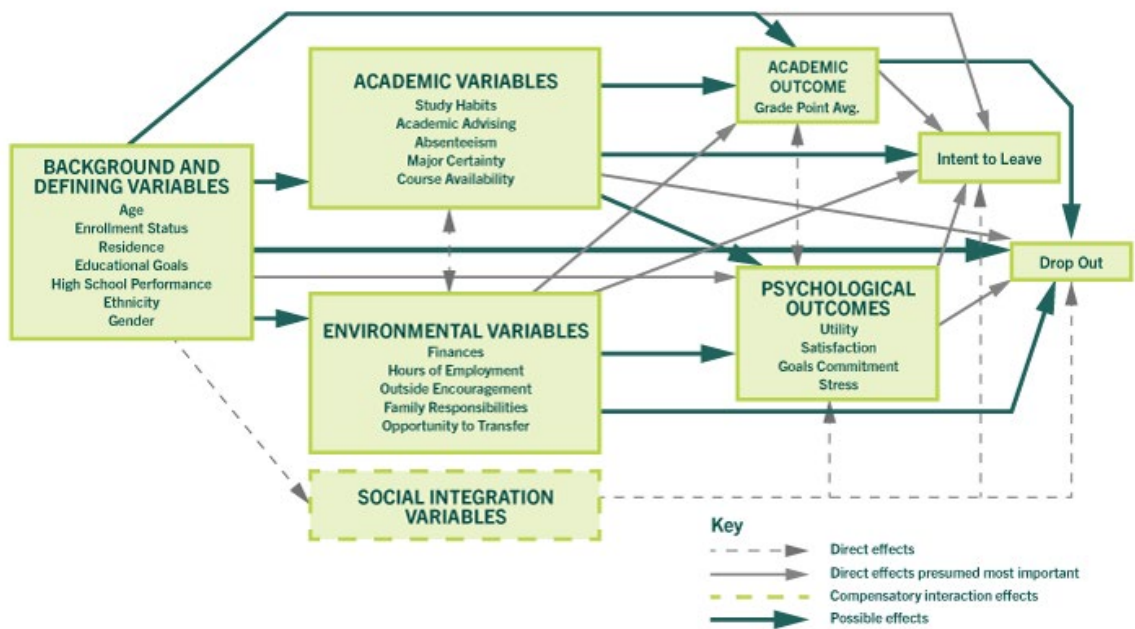 BACKGROUND AND
DEFINING VARIABLES
Age
Enrollment Status
Residence
Educational Goals
High School Performance
Ethnicity
Gender
ACADEMIC VARIABLES
Study Habits
Academic Advising
Absenteeism
Major Certainty
Course Availability
ENVIRONMENTAL VARIABLES
Finances
Hours of Employment
Outside Encouragement
Family Responsibilities
Opportunity to Transfer
SOCIAL INTEGRATION
VARIABLES
ACADEMIC
OUTCOME
Grade Point Avg.
PSYCHOLOGICAL
OUTCOMES
Utility
Satisfaction
Goals Commitment
Stress
Intent to Leave
Drop Out
Key
Direct effects
Direct effects presumed most important
Compensatory interaction effects
Possible effects